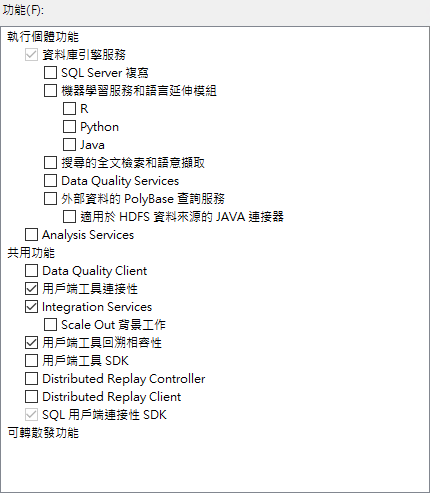 功能(F):
執行個體功能
資料庫引擎服務
SQL Server 複寫
機器學習服務和語言延伸模組
R
Python
Java
搜尋的全文檢索和語意擷取
Data Quality Services
外部資料的 PolyBase 查詢服務
適用於 HDFS 資料來源的 JAVA 連接器
Analysis Services
共用功能
Data Quality Client
用戶端工具連接性
Integration Services
Scale Out 背景工作
用戶端工具回溯相容性
用戶端工具 SDK
Distributed Replay Controller
Distributed Replay Client
SQL 用戶端連接性 SDK
可轉散發功能